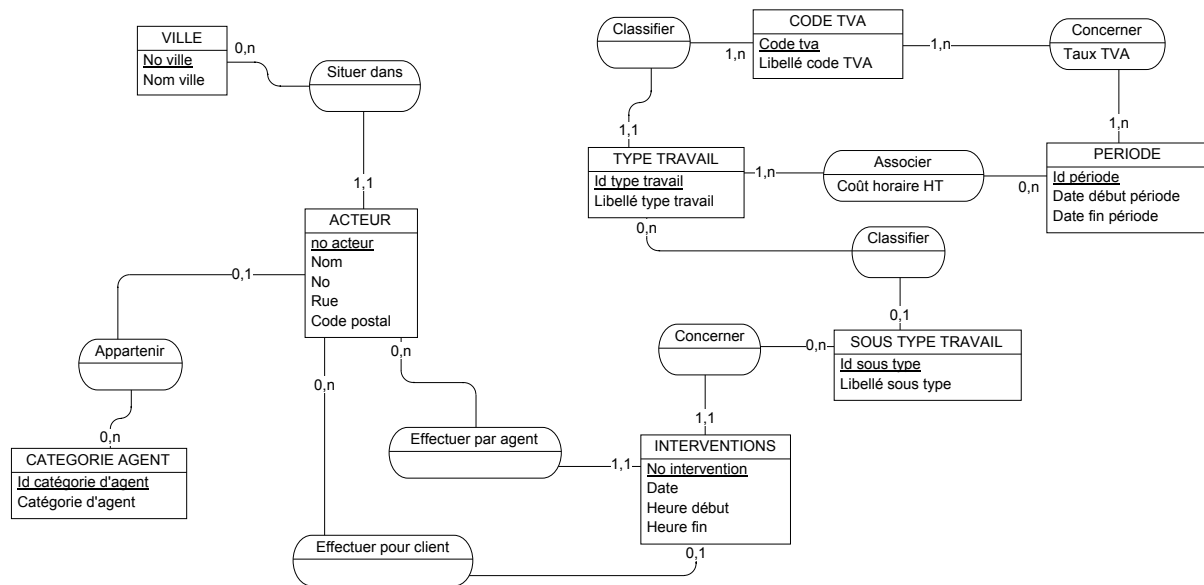 VILLE
No ville
Nom ville
0,n
Situer dans
1,1
Classifier
1,n
CODE TVA
Code tva
Libellé code TVA
1,n
Concerner
Taux TVA
1,1
1,n
TYPE TRAVAIL
Id type travail
Libellé type travail
1,n
Associer
Coût horaire HT
0,n
PERIODE
Id période
Date début période
Date fin période
ACTEUR
no acteur
Nom
No
Rue
Code postal
0,n
Classifier
0,1
0,1
Appartenir
0,n
CATEGORIE AGENT
Id catégorie d'agent
Catégorie d'agent
0,n
0,n
Concerner
0,n
SOUS TYPE TRAVAIL
Id sous type
Libellé sous type
1,1
Effectuer par agent
1,1
INTERVENTIONS
No intervention
Date
Heure début
Heure fin
Effectuer pour client
0,1